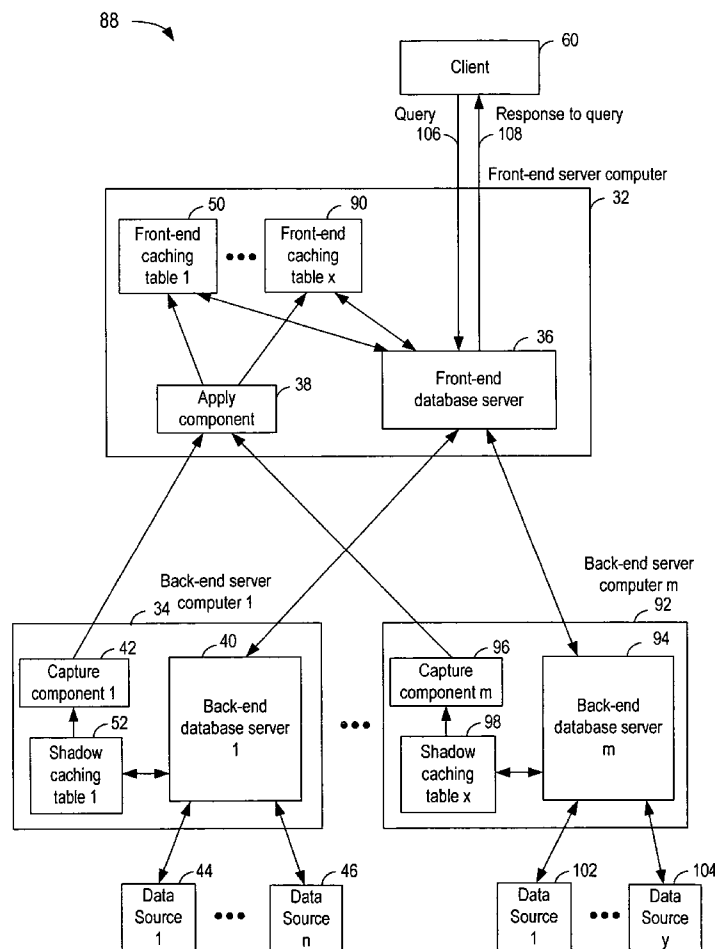 88
60
Client
Query
106
Response to query
108
Front-end server computer
32
50
Front-end
caching
table 1
90
Front-end
caching
table x
36
Front-end
database server
38
Apply
component
Back-end server
computer 1
34
42
Capture
component 1
40
Back-end
database server
1
52
Shadow
caching
table 1
Back-end server
computer m
92
96
Capture
component m
94
Back-end
database server
m
98
Shadow
caching
table x
44
Data
Source
1
46
Data
Source
n
102
Data
Source
1
104
Data
Source
y